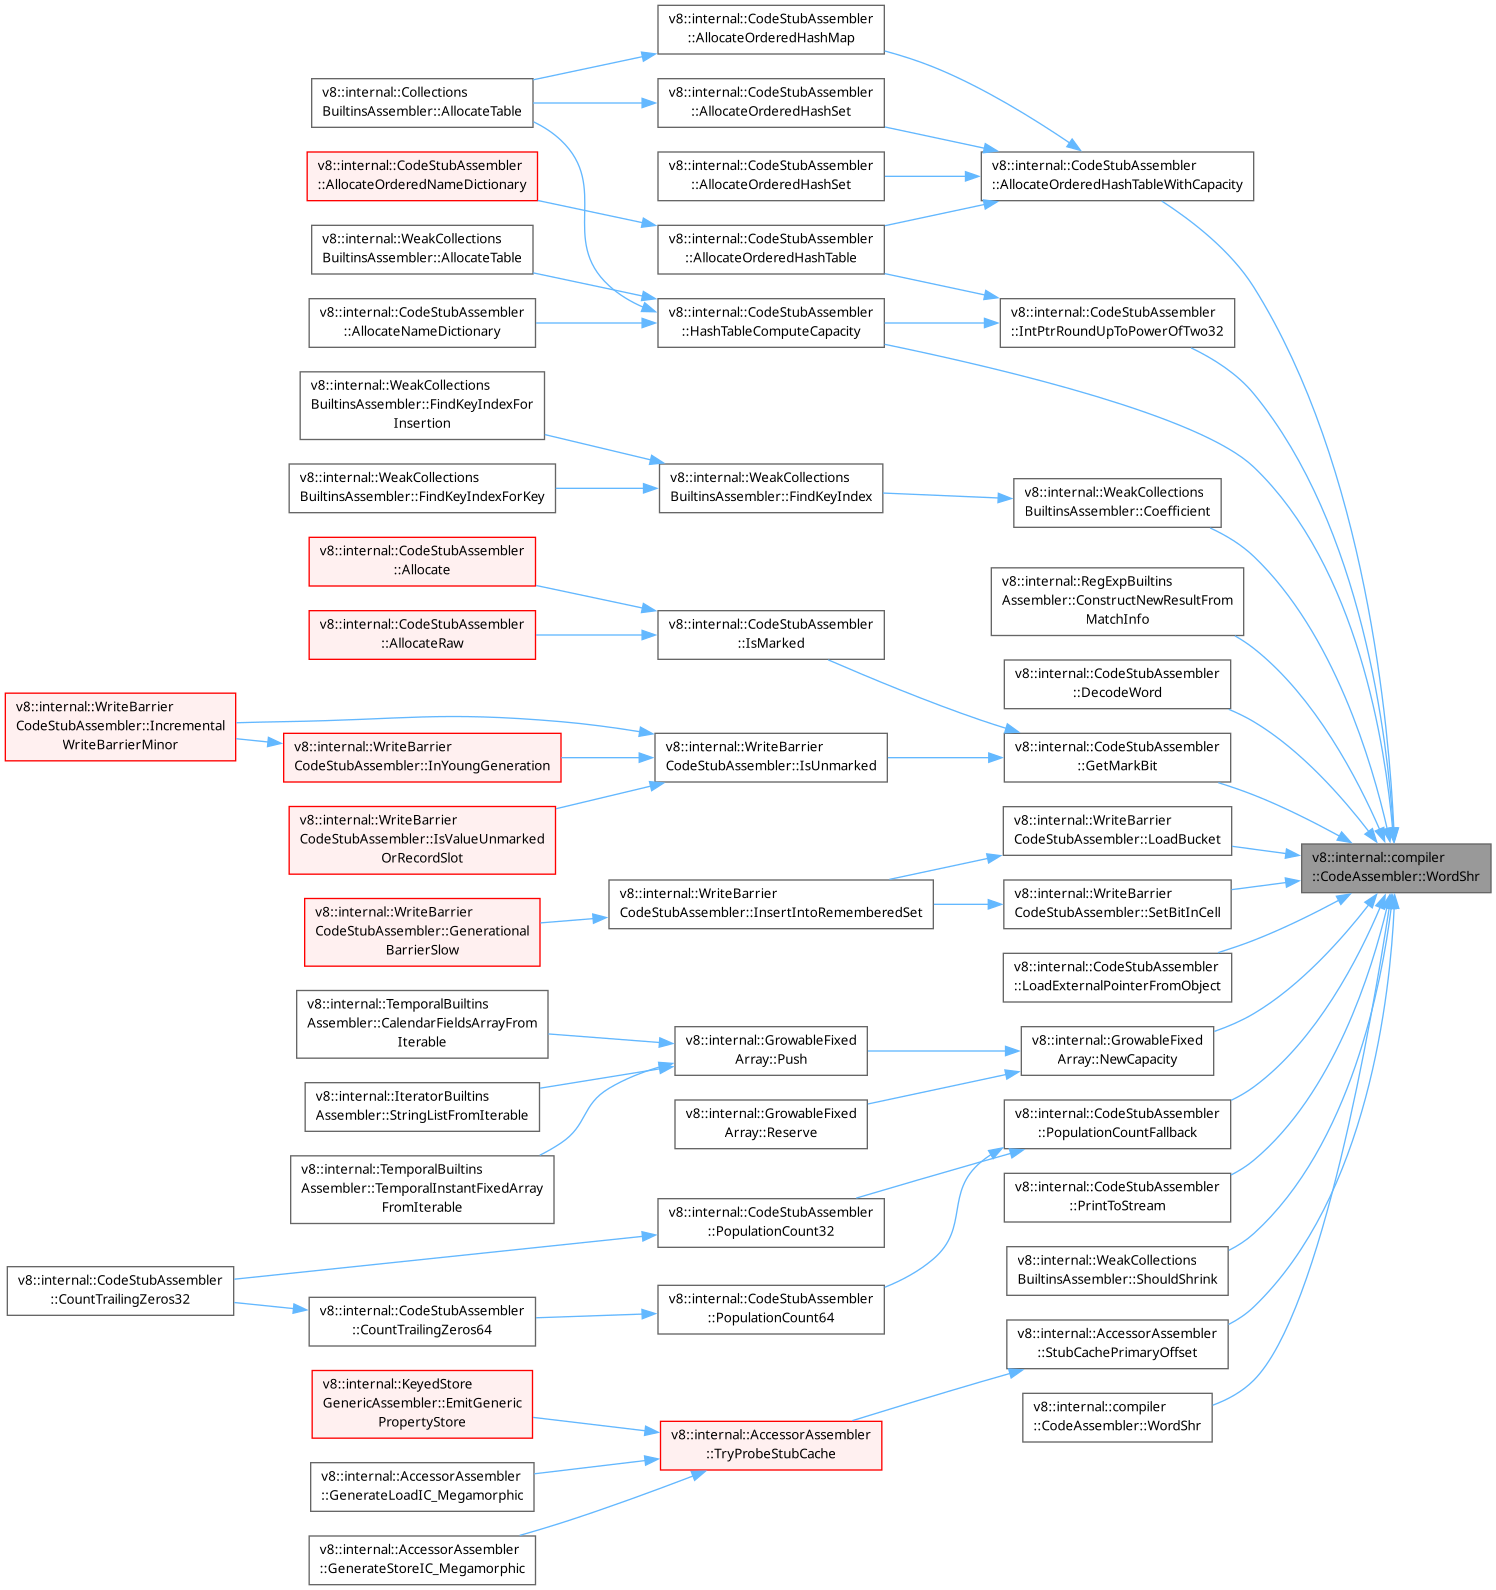 v8::internal::CodeStubAssembler
::AllocateOrderedHashMap
v8::internal::Collections
BuiltinsAssembler::AllocateTable
v8::internal::CodeStubAssembler
::AllocateOrderedHashSet
v8::internal::CodeStubAssembler
::AllocateOrderedNameDictionary
v8::internal::CodeStubAssembler
::AllocateOrderedHashSet
v8::internal::CodeStubAssembler
::AllocateOrderedHashTableWithCapacity
v8::internal::WeakCollections
BuiltinsAssembler::AllocateTable
v8::internal::CodeStubAssembler
::AllocateOrderedHashTable
v8::internal::CodeStubAssembler
::AllocateNameDictionary
v8::internal::CodeStubAssembler
::HashTableComputeCapacity
v8::internal::CodeStubAssembler
::IntPtrRoundUpToPowerOfTwo32
v8::internal::WeakCollections
BuiltinsAssembler::FindKeyIndexFor
Insertion
v8::internal::WeakCollections
BuiltinsAssembler::FindKeyIndexForKey
v8::internal::WeakCollections
BuiltinsAssembler::FindKeyIndex
v8::internal::WeakCollections
BuiltinsAssembler::Coefficient
v8::internal::CodeStubAssembler
::Allocate
v8::internal::RegExpBuiltins
Assembler::ConstructNewResultFrom
MatchInfo
v8::internal::CodeStubAssembler
::AllocateRaw
v8::internal::CodeStubAssembler
::IsMarked
v8::internal::CodeStubAssembler
::DecodeWord
v8::internal::WriteBarrier
CodeStubAssembler::Incremental
WriteBarrierMinor
v8::internal::WriteBarrier
CodeStubAssembler::InYoungGeneration
v8::internal::WriteBarrier
CodeStubAssembler::IsUnmarked
v8::internal::CodeStubAssembler
::GetMarkBit
v8::internal::WriteBarrier
CodeStubAssembler::IsValueUnmarked
OrRecordSlot
v8::internal::WriteBarrier
CodeStubAssembler::LoadBucket
v8::internal::compiler
::CodeAssembler::WordShr
v8::internal::WriteBarrier
CodeStubAssembler::Generational
BarrierSlow
v8::internal::WriteBarrier
CodeStubAssembler::InsertIntoRememberedSet
v8::internal::WriteBarrier
CodeStubAssembler::SetBitInCell
v8::internal::CodeStubAssembler
::LoadExternalPointerFromObject
v8::internal::TemporalBuiltins
Assembler::CalendarFieldsArrayFrom
Iterable
v8::internal::GrowableFixed
Array::Push
v8::internal::GrowableFixed
Array::NewCapacity
v8::internal::IteratorBuiltins
Assembler::StringListFromIterable
v8::internal::GrowableFixed
Array::Reserve
v8::internal::CodeStubAssembler
::PopulationCountFallback
v8::internal::TemporalBuiltins
Assembler::TemporalInstantFixedArray
FromIterable
v8::internal::CodeStubAssembler
::PopulationCount32
v8::internal::CodeStubAssembler
::PrintToStream
v8::internal::CodeStubAssembler
::CountTrailingZeros32
v8::internal::CodeStubAssembler
::CountTrailingZeros64
v8::internal::CodeStubAssembler
::PopulationCount64
v8::internal::WeakCollections
BuiltinsAssembler::ShouldShrink
v8::internal::AccessorAssembler
::StubCachePrimaryOffset
v8::internal::KeyedStore
GenericAssembler::EmitGeneric
PropertyStore
v8::internal::AccessorAssembler
::TryProbeStubCache
v8::internal::compiler
::CodeAssembler::WordShr
v8::internal::AccessorAssembler
::GenerateLoadIC_Megamorphic
v8::internal::AccessorAssembler
::GenerateStoreIC_Megamorphic